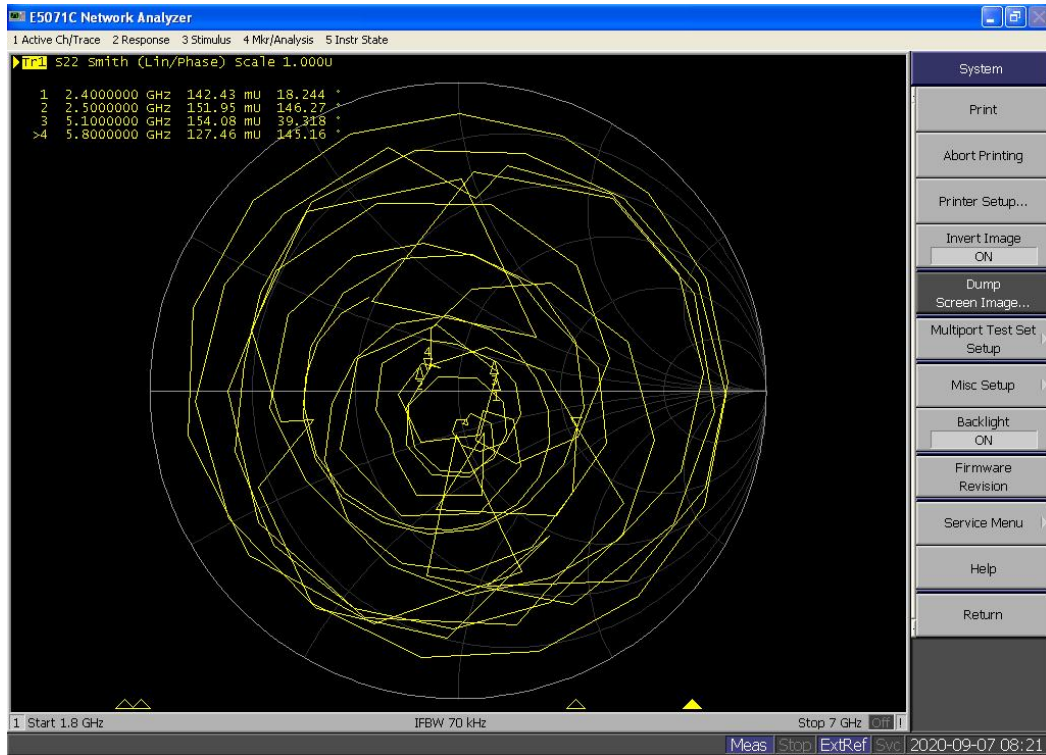 E5071C Network Analyzer
1 Active Ch/Trace 2 Response 3 Stimulus 4 Mkr/Analysis 5 Instr State
Tr1 S22 Smith (Lin/Phase) Scale 1.000U
1 2.4000000 GHz 142.43 mU 18.244 °
2 2.5000000 GHz 151.95 mU 146.27 °
3 5.1000000 GHz 154.08 mU 39.318 °
>4 5.8000000 GHz 127.46 mU 145.16 °
4
2
3
1
System
Print
Abort Printing
Printer Setup...
Invert Image
ON
Dump
Screen Image...
Multiport Test Set
Setup
Misc Setup
Backlight
ON
Firmware
Revision
Service Menu
Help
Return
1 Start 1.8 GHz IFBW 70 kHz Stop 7 GHz Off !
Meas Stop ExtRef Svc 2020-09-07 08:21